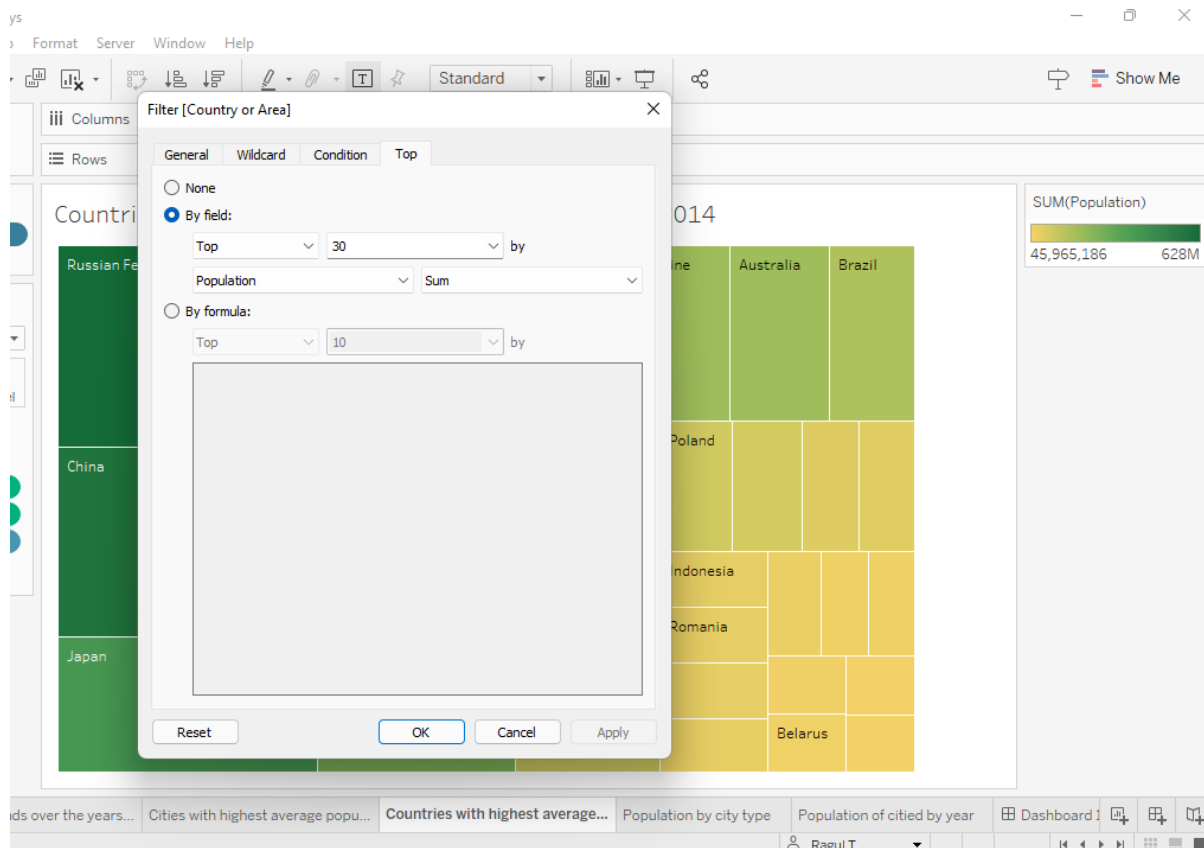 ys
Format Server Window Help
Standard
Show Me
Filter [Country or Area]
iii Columns
Rows
General Wildcard Condition Top
None
By field:
Top 30 by
Population Sum
By formula:
Top 10 by
Reset OK Cancel Apply
Countri
014
SUM(Population)
45,965,186 628M
Russian Fe
ine
Australia
Brazil
China
Poland
Indonesia
Romania
Japan
Belarus
ds over the years... Cities with highest average popu... Countries with highest average... Population by city type Population of citied by year Dashboard 1
Ragul T